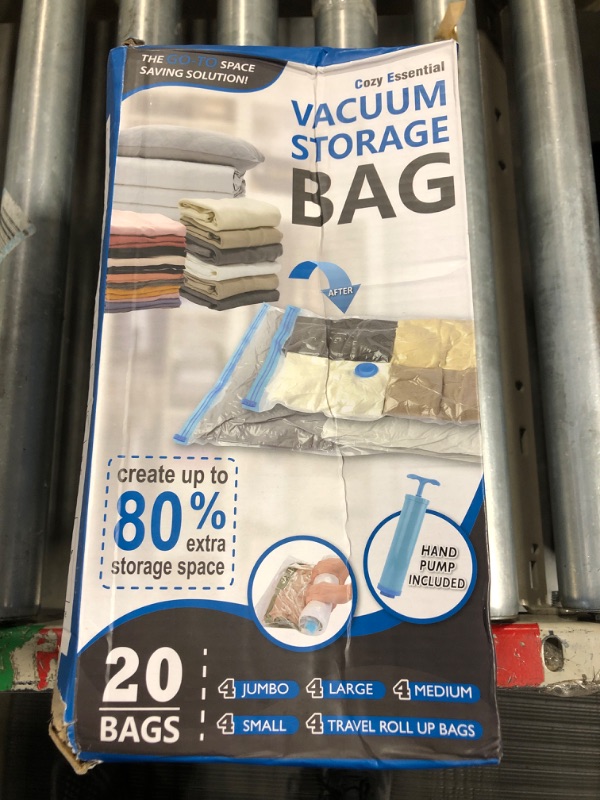 THE GO-TO SPACE
SAVING SOLUTION!
Cozy Essential
VACUUM
STORAGE
BAG
AFTER
create up to
80%
extra
storage space
HAND
PUMP
INCLUDED
20
BAGS
4 JUMBO 4 LARGE 4 MEDIUM
4 SMALL 4 TRAVEL ROLL UP BAGS